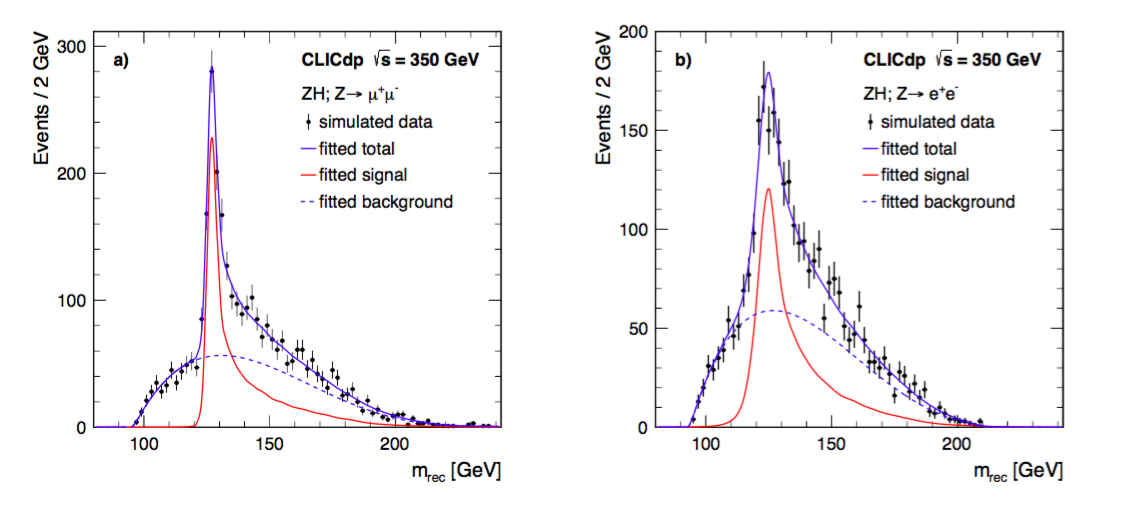 a)
CLICdp √s = 350 GeV
ZH; Z→ μ⁺μ⁻
simulated data
fitted total
fitted signal
fitted background
Events / 2 GeV
300
200
100
0
100
150
200
m_rec [GeV]
b)
CLICdp √s = 350 GeV
ZH; Z→ e⁺e⁻
simulated data
fitted total
fitted signal
fitted background
Events / 2 GeV
200
150
100
50
0
100
150
200
m_rec [GeV]